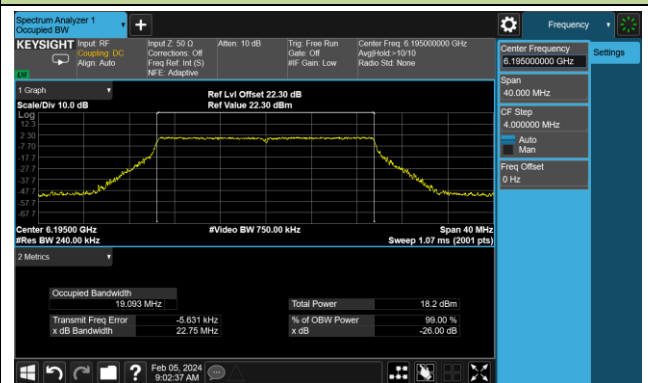 Spectrum Analyzer 1
Occupied BW
+
Frequency
KEYSIGHT
Input: RF
Coupling: DC
Align: Auto
Input Z: 50 Ω
Corrections: Off
Freq Ref: Int (S)
NFE: Adaptive
Atten: 10 dB
Trig: Free Run
Gate: Off
#IF Gain: Low
Center Freq: 6.195000000 GHz
Avg|Hold:>10/10
Radio Std: None
Center Frequency
6.195000000 GHz
Settings
Span
40.000 MHz
CF Step
4.000000 MHz
Auto
Man
Freq Offset
0 Hz
1 Graph
Scale/Div 10.0 dB
Ref Lvl Offset 22.30 dB
Ref Value 22.30 dBm
Log
12.3
2.30
-7.70
-17.7
-27.7
-37.7
-47.7
-57.7
-67.7
Center 6.19500 GHz
#Res BW 240.00 kHz
#Video BW 750.00 kHz
Span 40 MHz
Sweep 1.07 ms (2001 pts)
2 Metrics
Occupied Bandwidth
19.093 MHz
Transmit Freq Error -5.631 kHz
x dB Bandwidth 22.75 MHz
Total Power 18.2 dBm
% of OBW Power 99.00 %
x dB -26.00 dB
?
Feb 05, 2024
9:02:37 AM